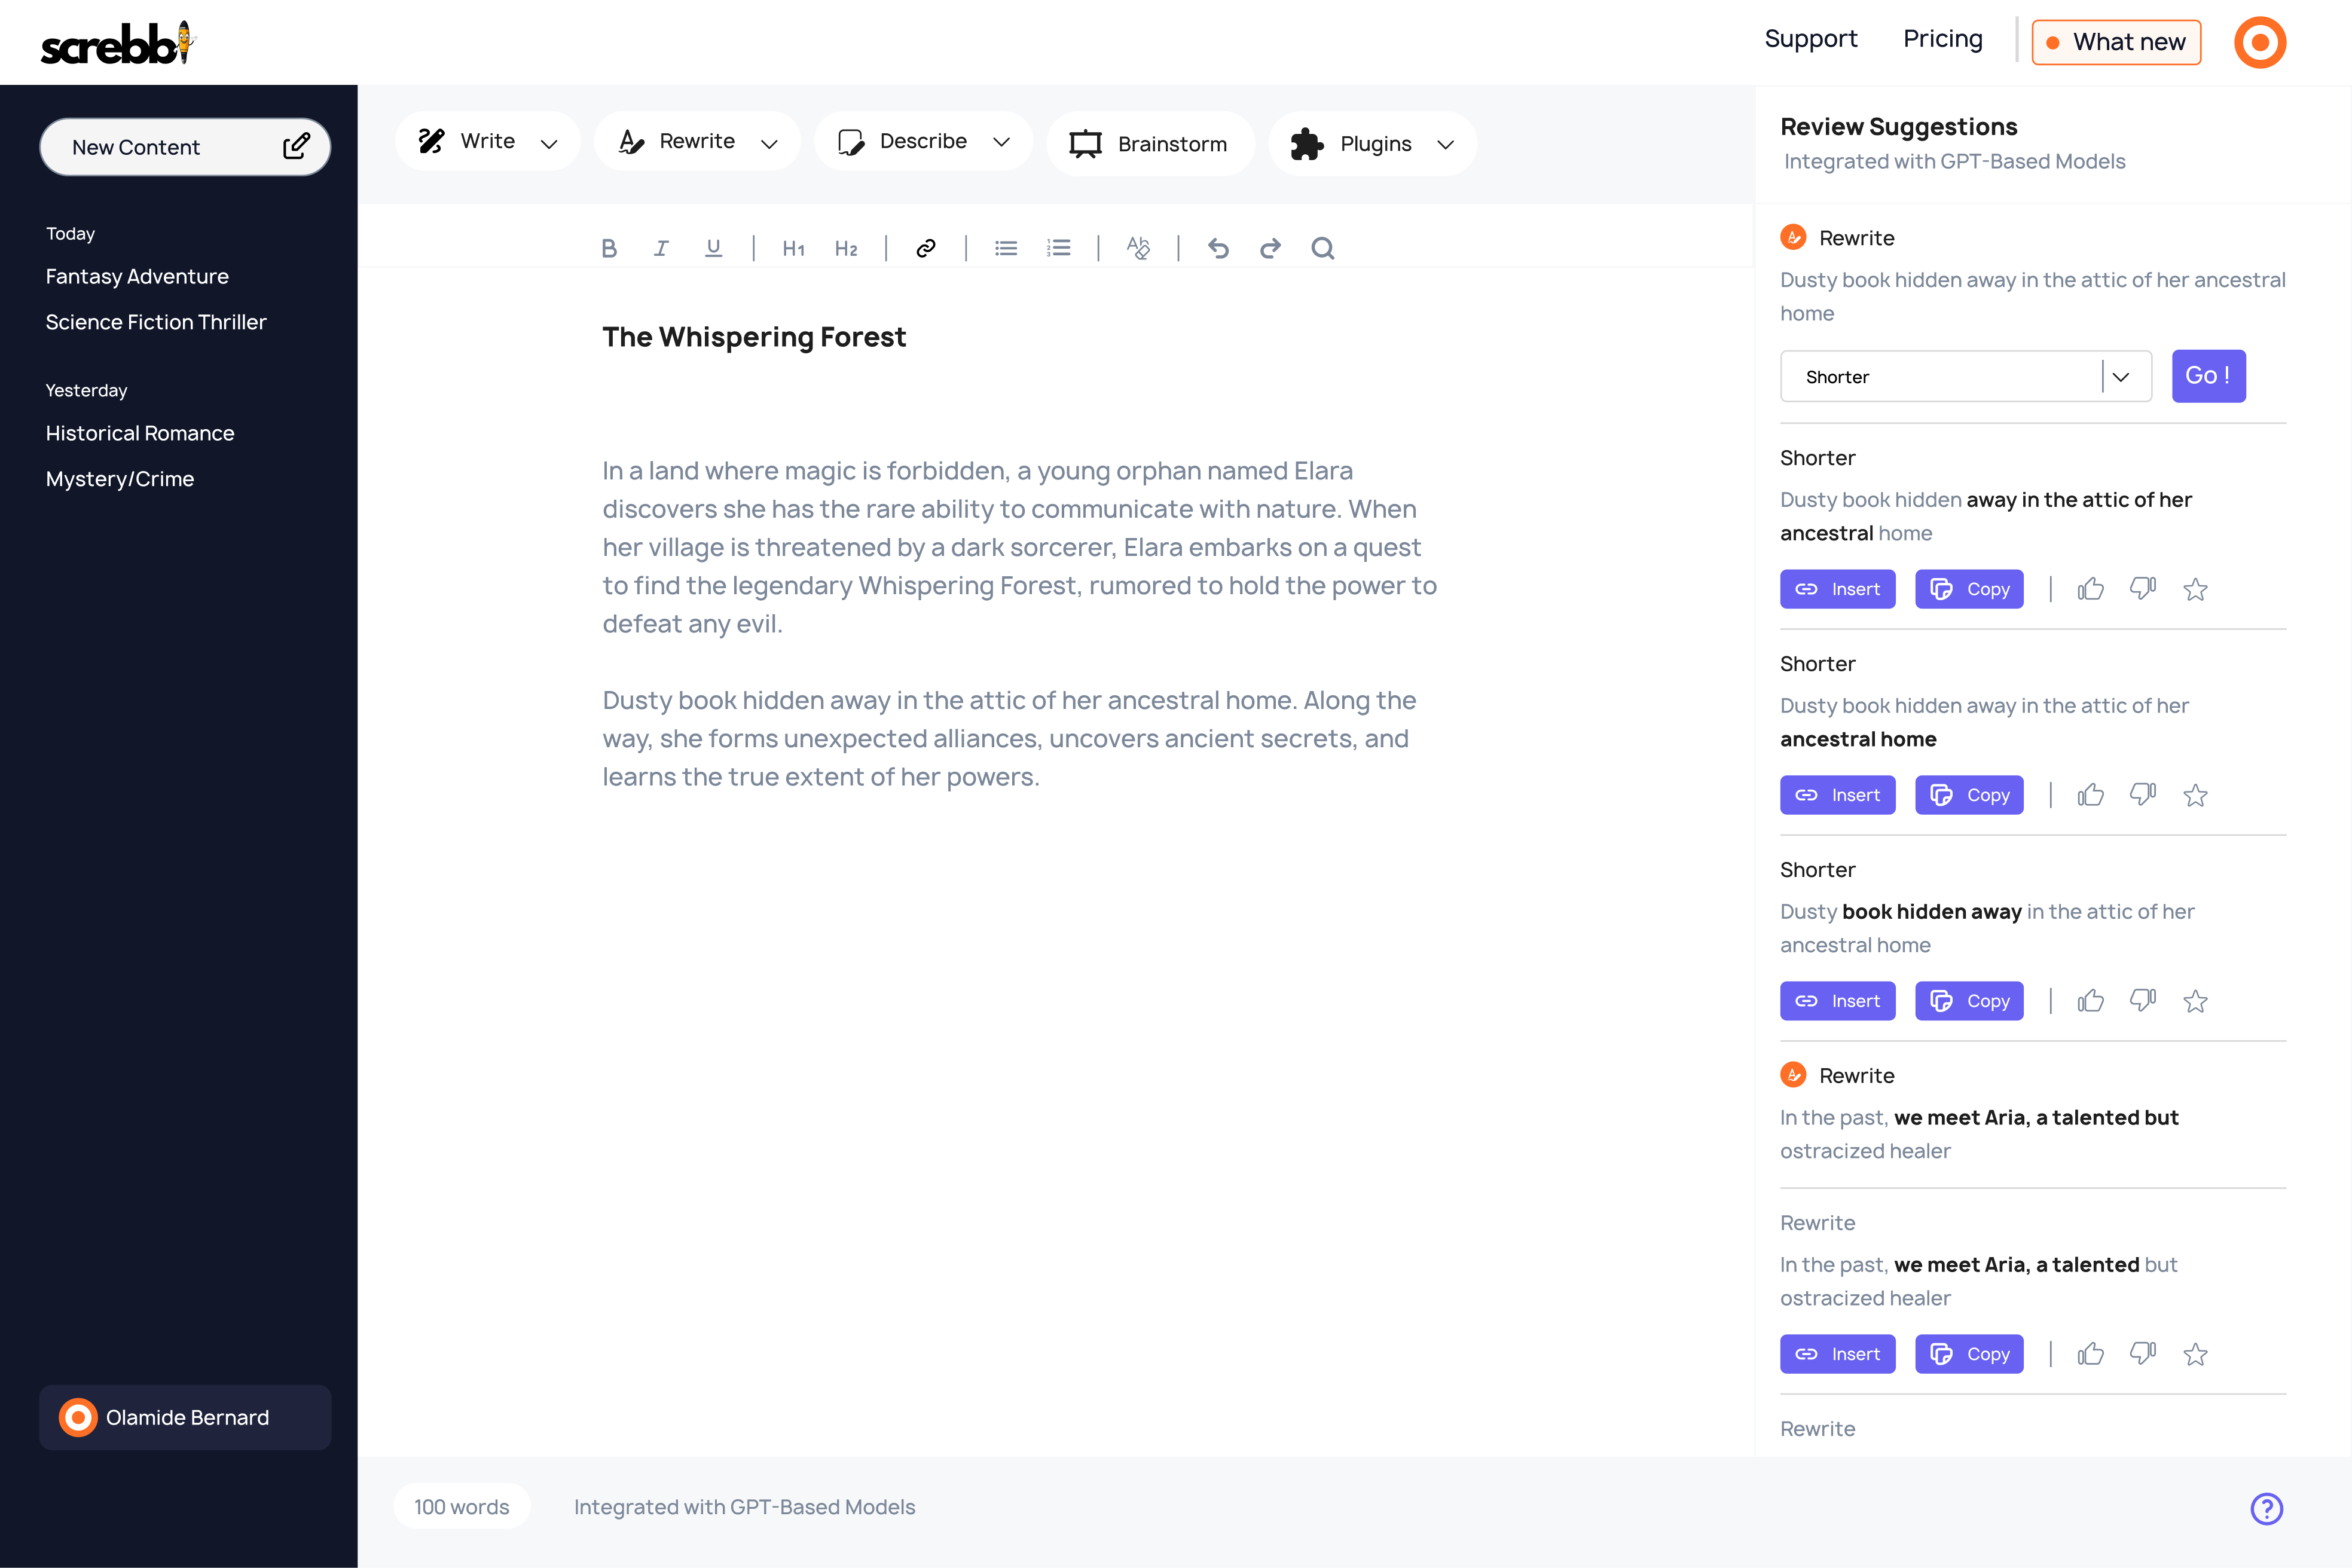 screbbi
Support
Pricing
What new
New Content
Today
Fantasy Adventure
Science Fiction Thriller
Yesterday
Historical Romance
Mystery/Crime
Olamide Bernard
Write
Rewrite
Describe
Brainstorm
Plugins
B I U H1 H2
The Whispering Forest
In a land where magic is forbidden, a young orphan named Elara
discovers she has the rare ability to communicate with nature. When
her village is threatened by a dark sorcerer, Elara embarks on a quest
to find the legendary Whispering Forest, rumored to hold the power to
defeat any evil.
Dusty book hidden away in the attic of her ancestral home. Along the
way, she forms unexpected alliances, uncovers ancient secrets, and
learns the true extent of her powers.
100 words
Integrated with GPT-Based Models
Review Suggestions
Integrated with GPT-Based Models
Rewrite
Dusty book hidden away in the attic of her ancestral
home
Shorter
Go !
Shorter
Dusty book hidden away in the attic of her
ancestral home
Insert
Copy
Shorter
Dusty book hidden away in the attic of her
ancestral home
Insert
Copy
Shorter
Dusty book hidden away in the attic of her
ancestral home
Insert
Copy
Rewrite
In the past, we meet Aria, a talented but
ostracized healer
Rewrite
In the past, we meet Aria, a talented but
ostracized healer
Insert
Copy
Rewrite
?